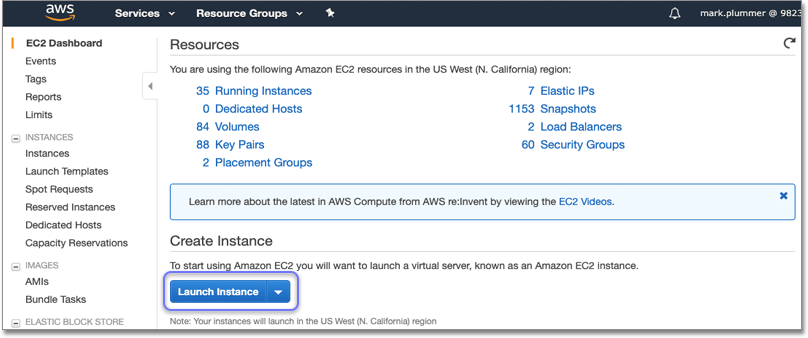 aws
Services
Resource Groups
mark.plummer @ 9823
EC2 Dashboard
Events
Tags
Reports
Limits
INSTANCES
Instances
Launch Templates
Spot Requests
Reserved Instances
Dedicated Hosts
Capacity Reservations
IMAGES
AMIs
Bundle Tasks
ELASTIC BLOCK STORE
Resources
You are using the following Amazon EC2 resources in the US West (N. California) region:
35 Running Instances
7 Elastic IPs
0 Dedicated Hosts
1153 Snapshots
84 Volumes
2 Load Balancers
88 Key Pairs
60 Security Groups
2 Placement Groups
Learn more about the latest in AWS Compute from AWS re:Invent by viewing the EC2 Videos.
Create Instance
To start using Amazon EC2 you will want to launch a virtual server, known as an Amazon EC2 instance.
Launch Instance
Note: Your instances will launch in the US West (N. California) region